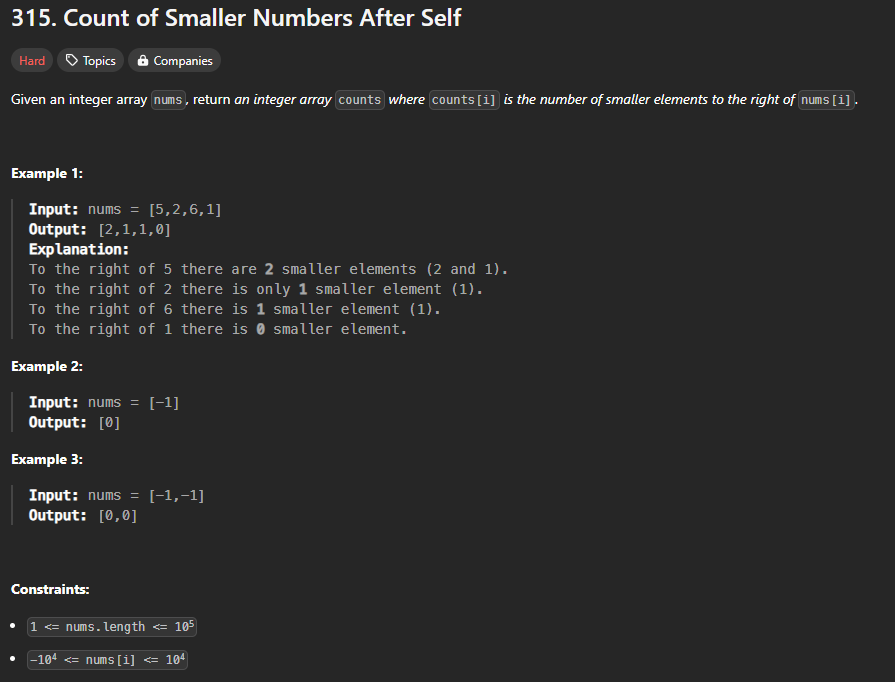 315. Count of Smaller Numbers After Self
Hard Topics Companies
Given an integer array nums, return an integer array counts where counts[i] is the number of smaller elements to the right of nums[i].
Example 1:
Input: nums = [5,2,6,1]
Output: [2,1,1,0]
Explanation:
To the right of 5 there are 2 smaller elements (2 and 1).
To the right of 2 there is only 1 smaller element (1).
To the right of 6 there is 1 smaller element (1).
To the right of 1 there is 0 smaller element.
Example 2:
Input: nums = [-1]
Output: [0]
Example 3:
Input: nums = [-1,-1]
Output: [0,0]
Constraints:
• 1 <= nums.length <= 10⁵
• -10⁴ <= nums[i] <= 10⁴